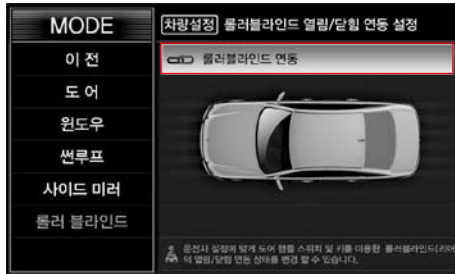 MODE
[차량설정] 롤러블라인드 열림/닫힘 연동 설정
이 전
도 어
윈도우
썬루프
사이드 미러
롤러 블라인드
롤러블라인드 연동
운전자 설정에 맞게 도어 핸들 스위치 및 키를 이용한 롤러블라인드(리어
의 열림/닫힘 연동 상태를 변경 할 수 있습니다.